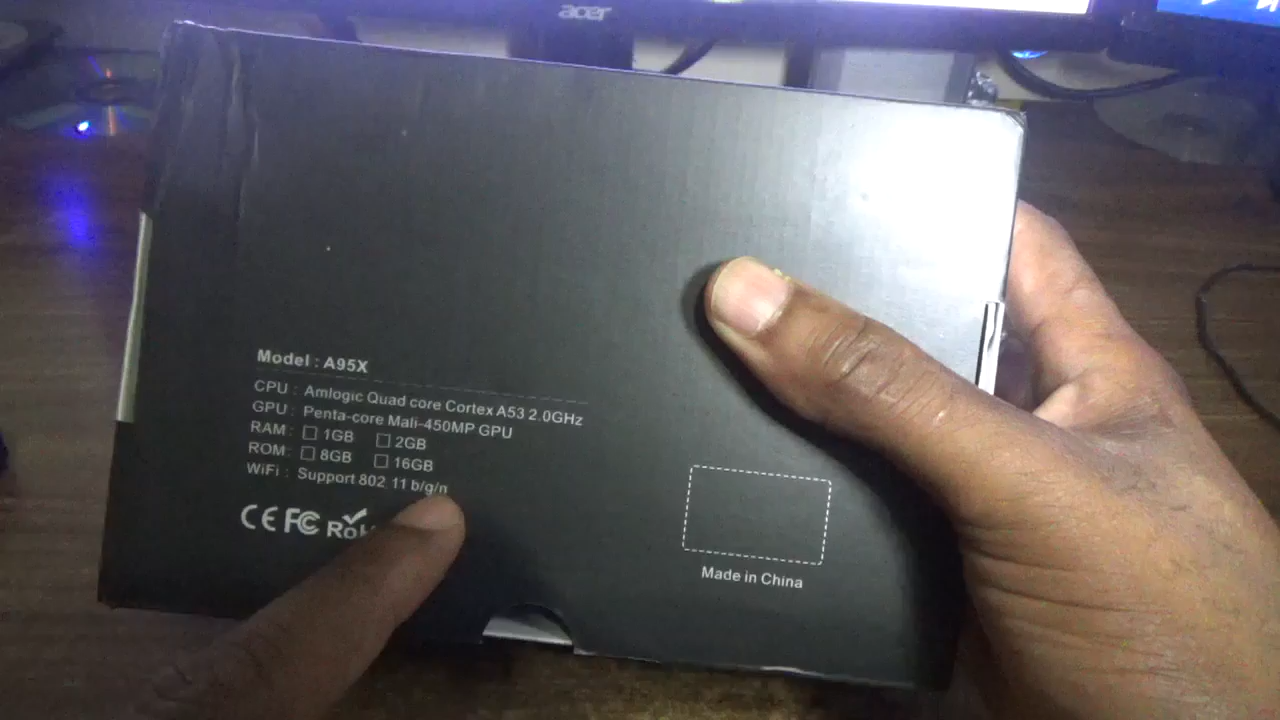 acer
Model : A95X
CPU : Amlogic Quad core Cortex A53 2.0GHz
GPU : Penta-core Mali-450MP GPU
RAM : ☐ 1GB ☐ 2GB
ROM : ☐ 8GB ☐ 16GB
WiFi : Support 802.11 b/g/n
CE FC
Made in China